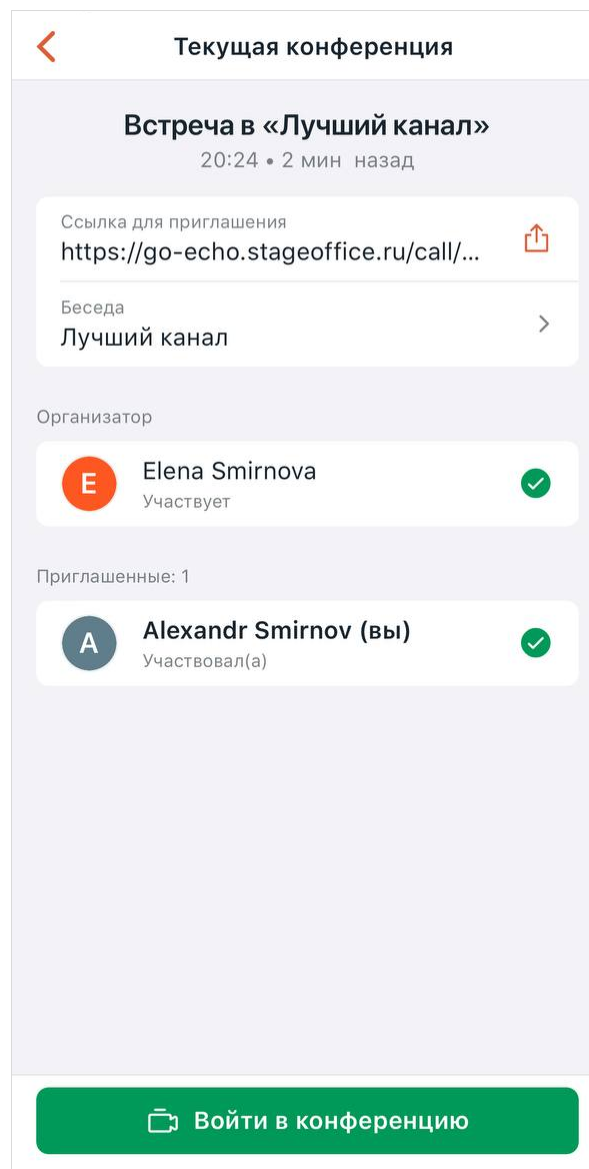 Текущая конференция
Встреча в «Лучший канал»
20:24 • 2 мин назад
Ссылка для приглашения
https://go-echo.stageoffice.ru/call/...
Беседа
Лучший канал
Организатор
E
Elena Smirnova
Участвует
Приглашенные: 1
A
Alexandr Smirnov (вы)
Участвовал(а)
Войти в конференцию